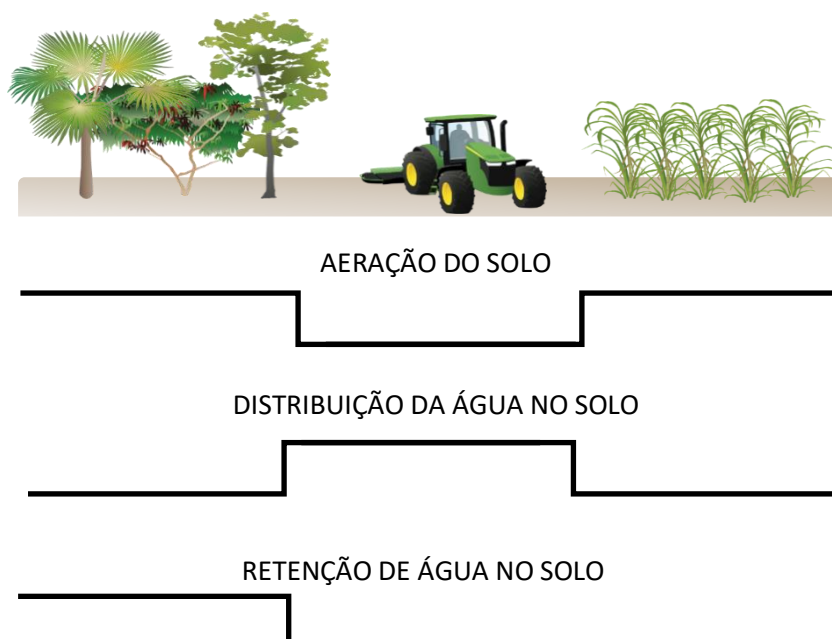 AERAÇÃO DO SOLO
DISTRIBUIÇÃO DA ÁGUA NO SOLO
RETENÇÃO DE ÁGUA NO SOLO